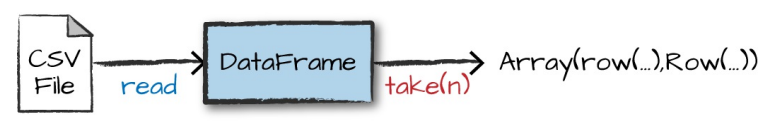 CSV
File
read
DataFrame
take(n)
Array(row(...),Row(...))